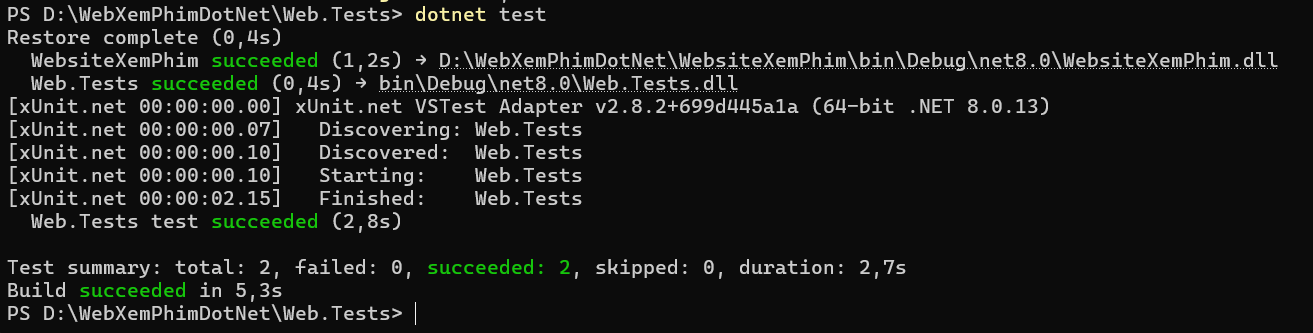 PS D:\WebXemPhimDotNet\Web.Tests> dotnet test
Restore complete (0,4s)
  WebsiteXemPhim succeeded (1,2s) → D:\WebXemPhimDotNet\WebsiteXemPhim\bin\Debug\net8.0\WebsiteXemPhim.dll
  Web.Tests succeeded (0,4s) → bin\Debug\net8.0\Web.Tests.dll
[xUnit.net 00:00:00.00] xUnit.net VSTest Adapter v2.8.2+699d445a1a (64-bit .NET 8.0.13)
[xUnit.net 00:00:00.07]   Discovering: Web.Tests
[xUnit.net 00:00:00.10]   Discovered:  Web.Tests
[xUnit.net 00:00:00.10]   Starting:    Web.Tests
[xUnit.net 00:00:02.15]   Finished:    Web.Tests
  Web.Tests test succeeded (2,8s)

Test summary: total: 2, failed: 0, succeeded: 2, skipped: 0, duration: 2,7s
Build succeeded in 5,3s
PS D:\WebXemPhimDotNet\Web.Tests>